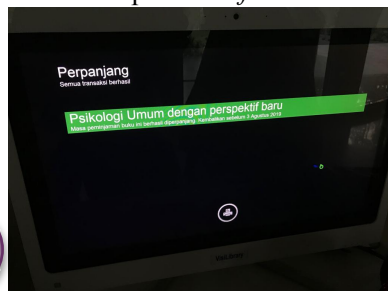 Perpanjang
Semua transaksi berhasil
Psikologi Umum dengan perspektif baru
Masa peminjaman buku ini berhasil diperpanjang. Kembalikan sebelum 3 Agustus 2019